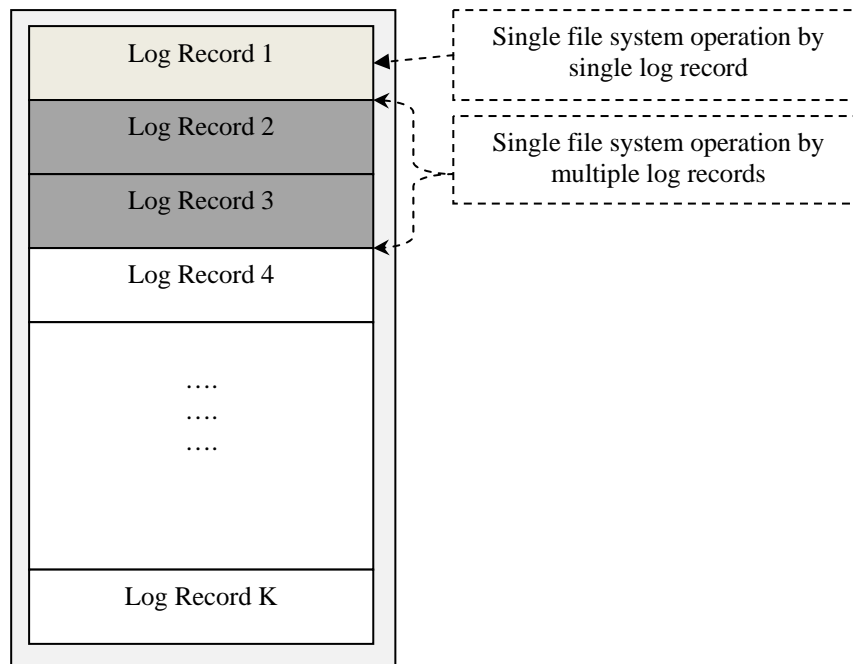 Log Record 1
Single file system operation by
single log record
Log Record 2
Single file system operation by
multiple log records
Log Record 3
Log Record 4
….
….
….
Log Record K